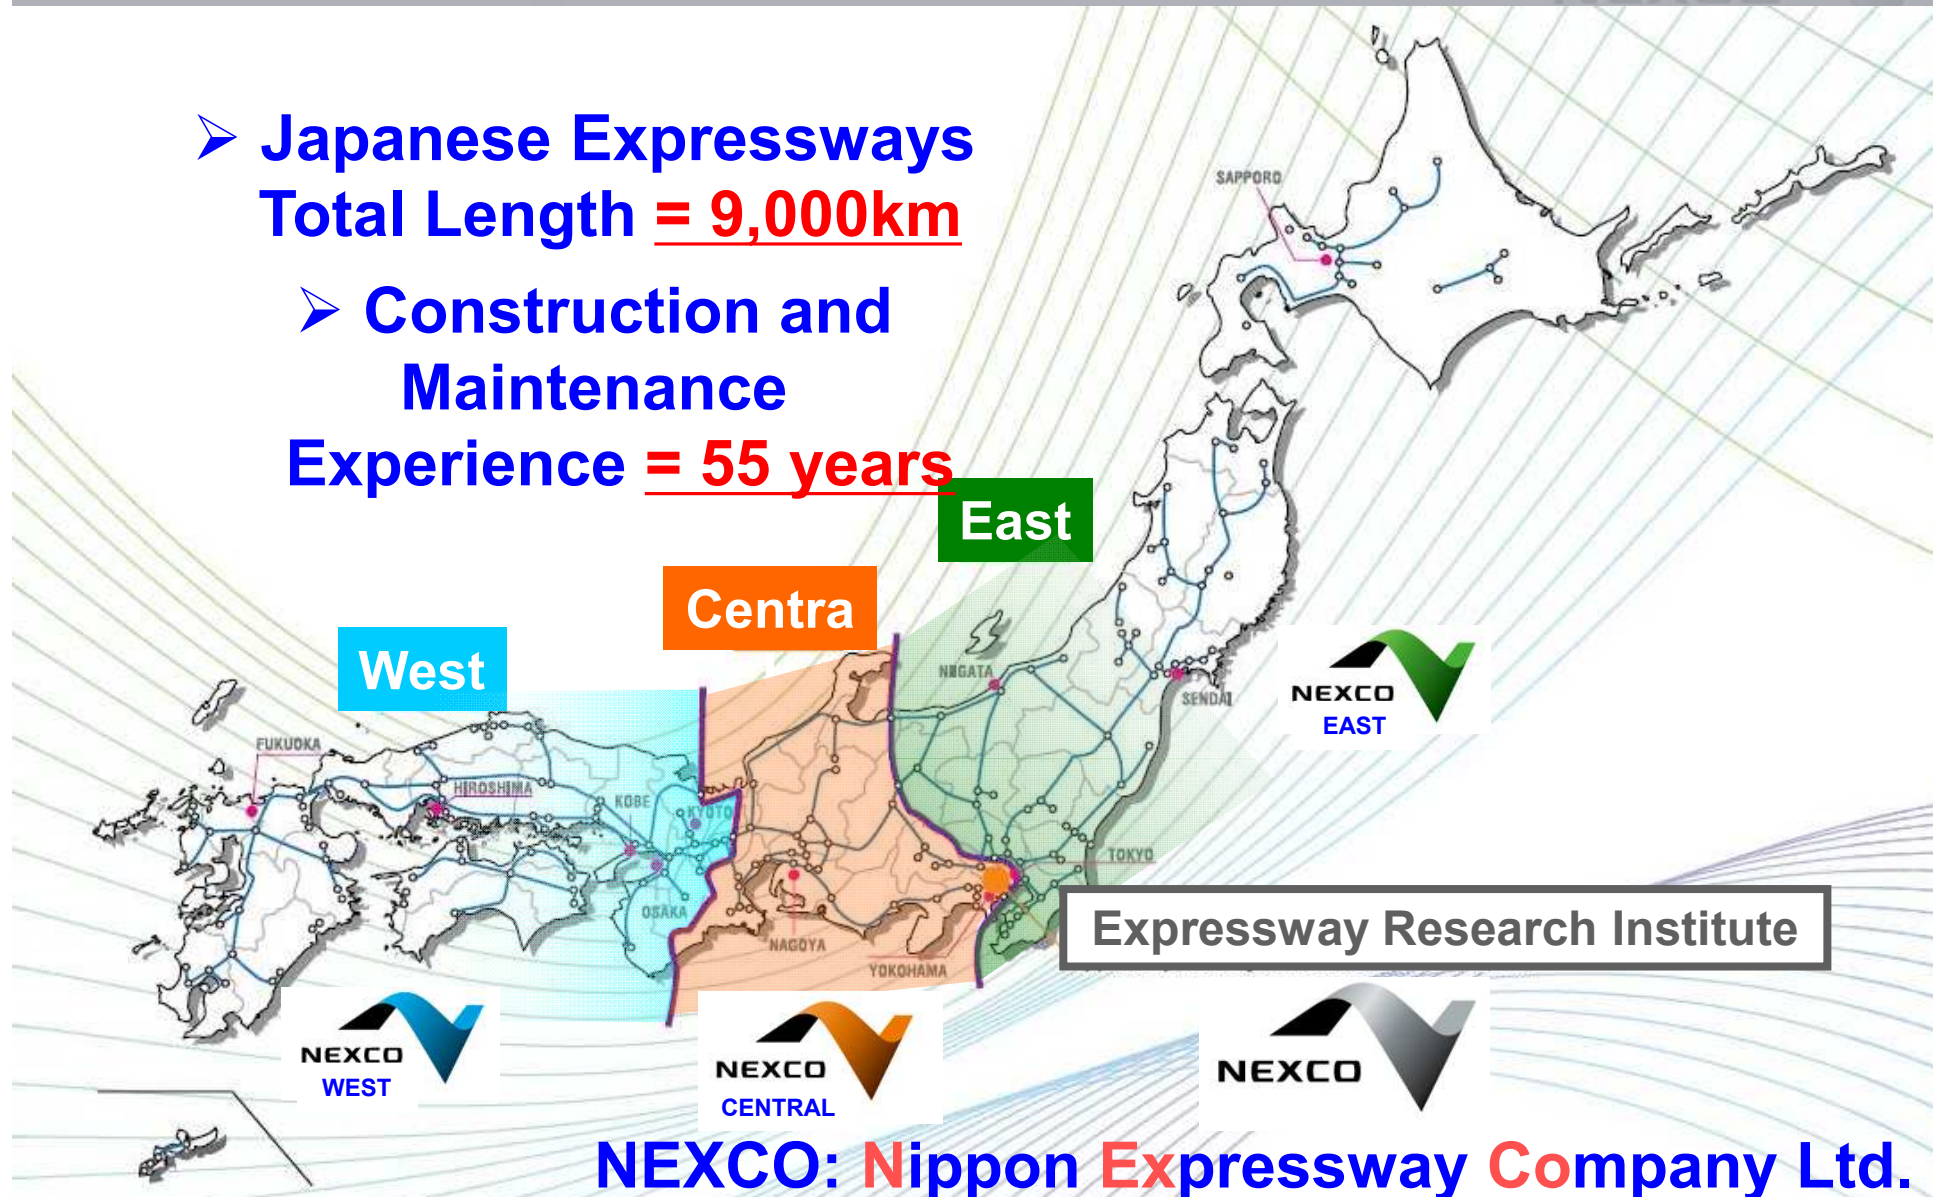 ➢ Japanese Expressways
Total Length = 9,000km
➢ Construction and
Maintenance
Experience = 55 years
East
Centra
West
SAPPORO
NIIGATA
SENDAI
FUKUOKA
HIROSHIMA
KOBE
KYOTO
TOKYO
OSAKA
NAGOYA
YOKOHAMA
NEXCO
EAST
Expressway Research Institute
NEXCO
WEST
NEXCO
CENTRAL
NEXCO
NEXCO: Nippon Expressway Company Ltd.